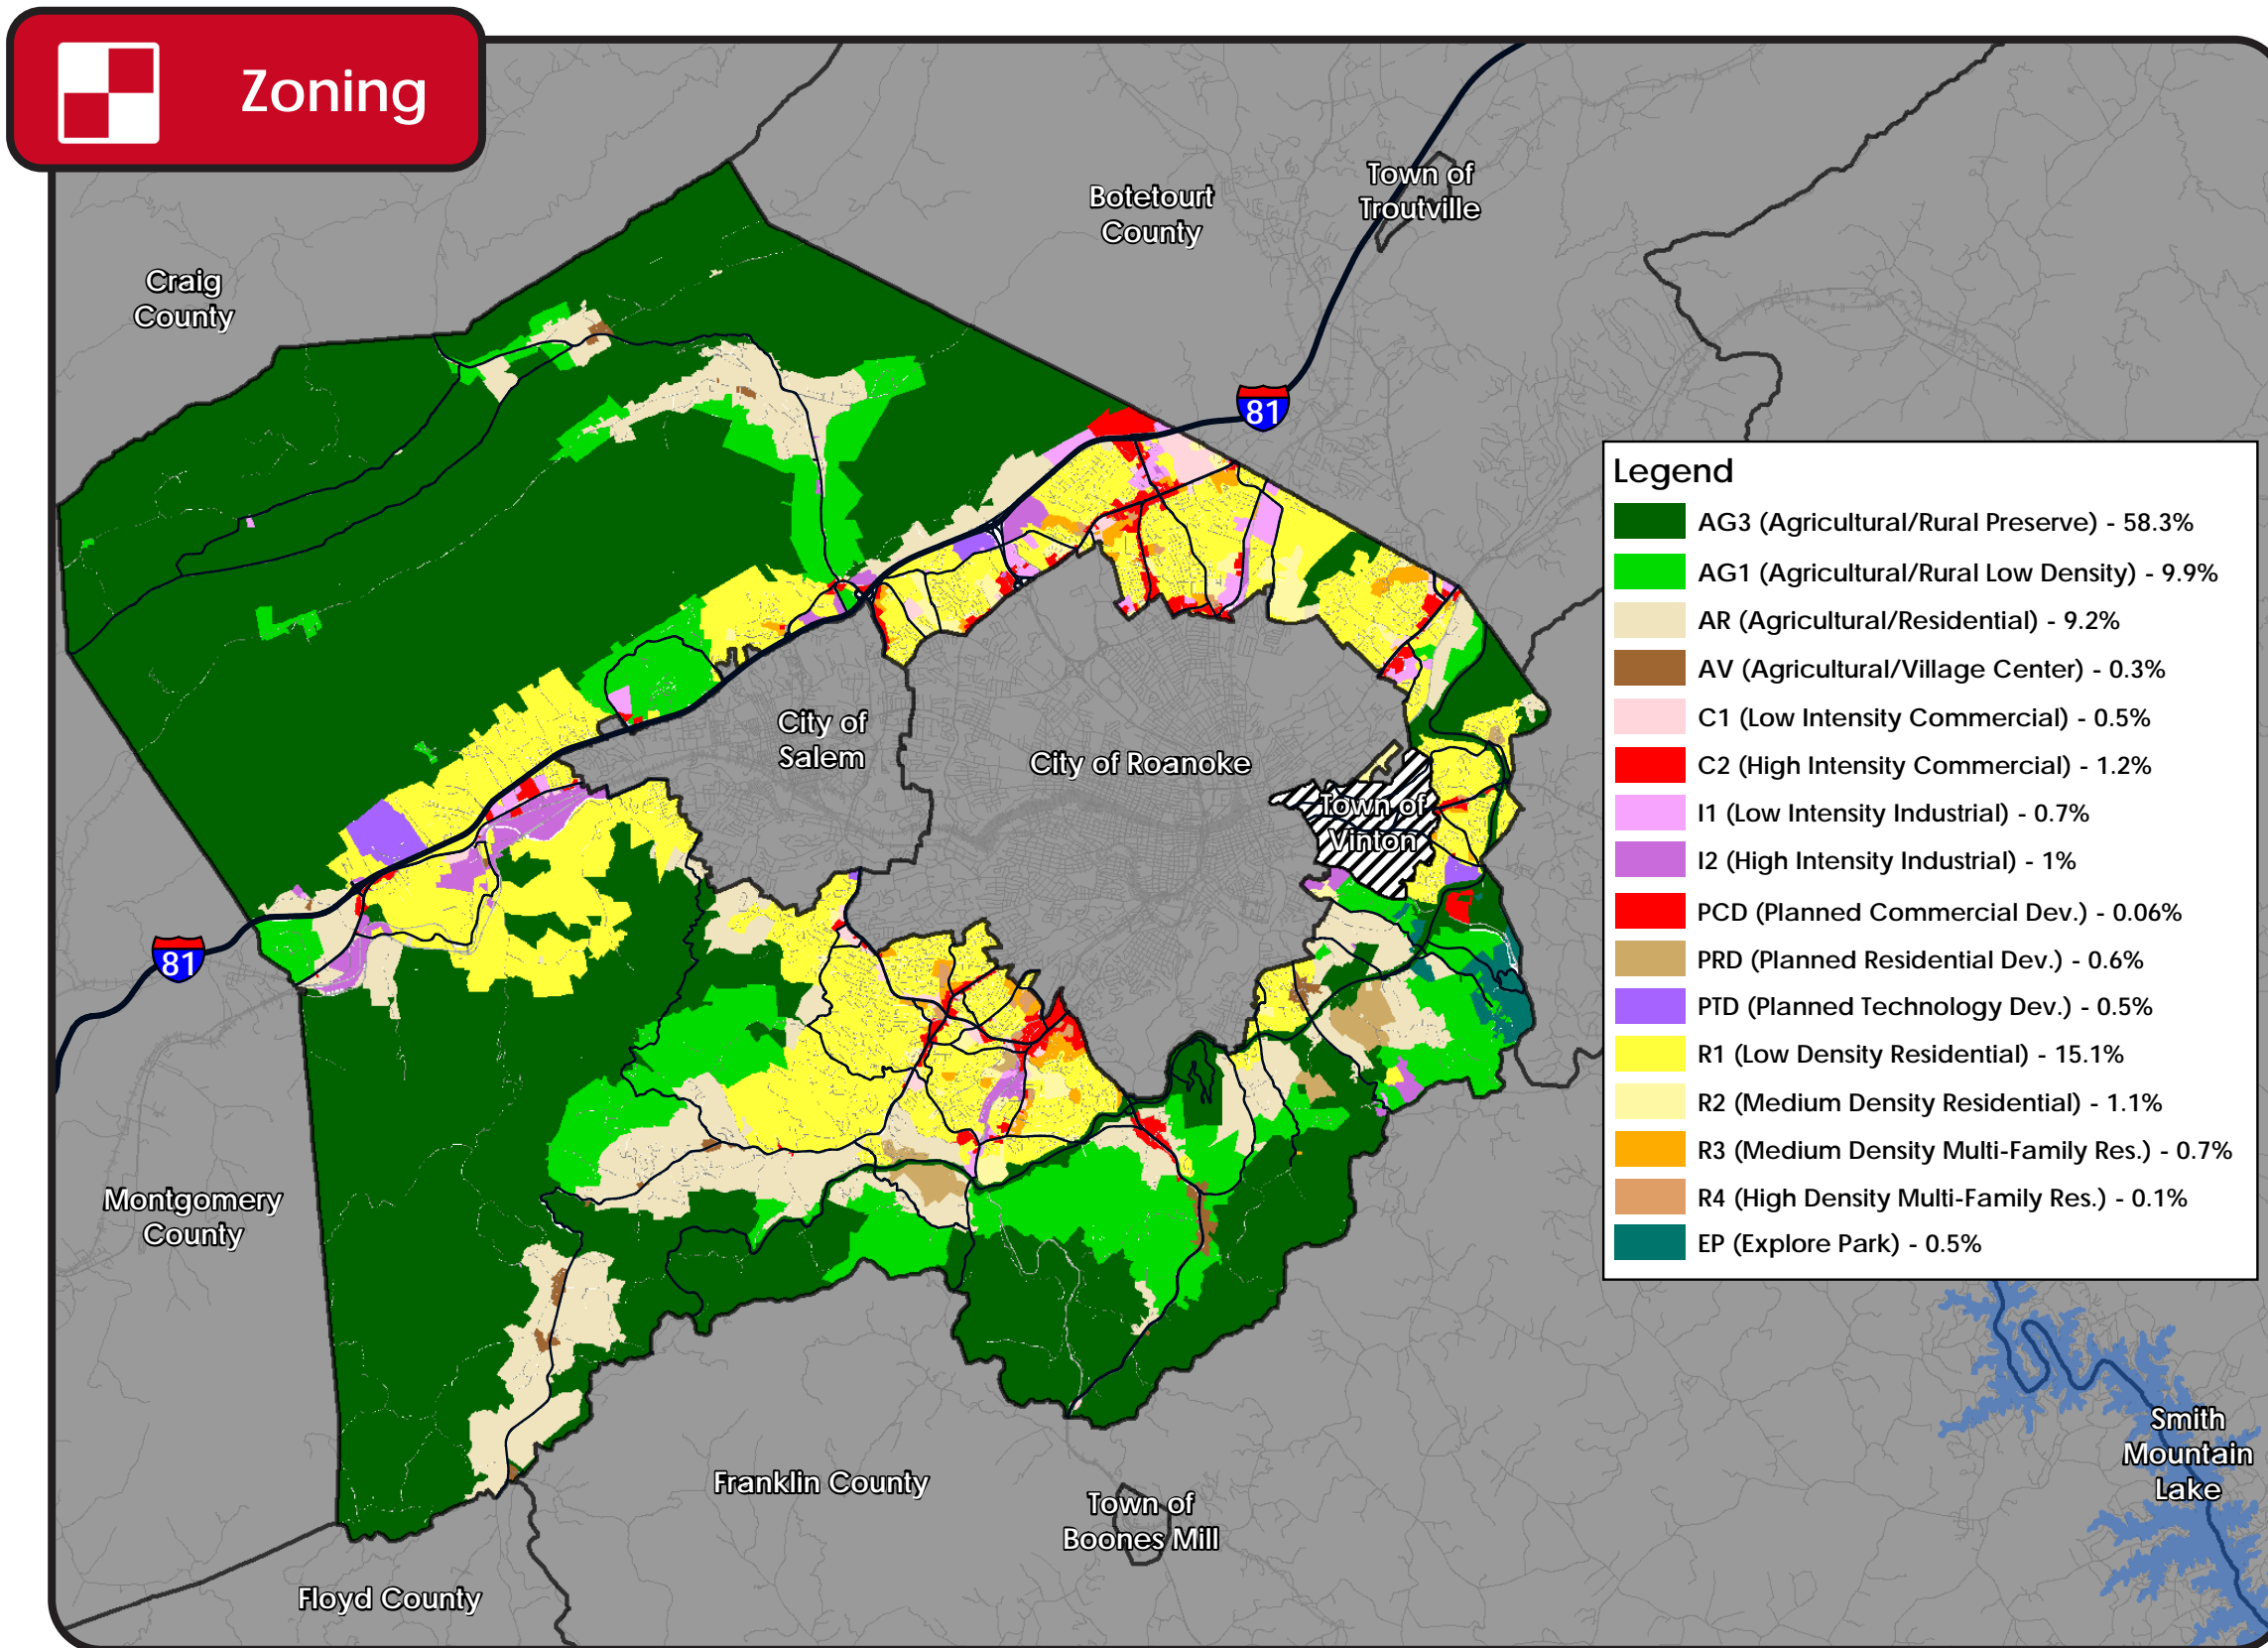 Zoning
Town of
Troutville
Botetourt
County
Craig
County
81
Legend
AG3 (Agricultural/Rural Preserve) - 58.3%
AG1 (Agricultural/Rural Low Density) - 9.9%
AR (Agricultural/Residential) - 9.2%
AV (Agricultural/Village Center) - 0.3%
C1 (Low Intensity Commercial) - 0.5%
C2 (High Intensity Commercial) - 1.2%
I1 (Low Intensity Industrial) - 0.7%
I2 (High Intensity Industrial) - 1%
PCD (Planned Commercial Dev.) - 0.06%
PRD (Planned Residential Dev.) - 0.6%
PTD (Planned Technology Dev.) - 0.5%
R1 (Low Density Residential) - 15.1%
R2 (Medium Density Residential) - 1.1%
R3 (Medium Density Multi-Family Res.) - 0.7%
R4 (High Density Multi-Family Res.) - 0.1%
EP (Explore Park) - 0.5%
City of
Salem
City of Roanoke
Town of
Vinton
81
Montgomery
County
Smith
Mountain
Lake
Franklin County
Town of
Boones Mill
Floyd County